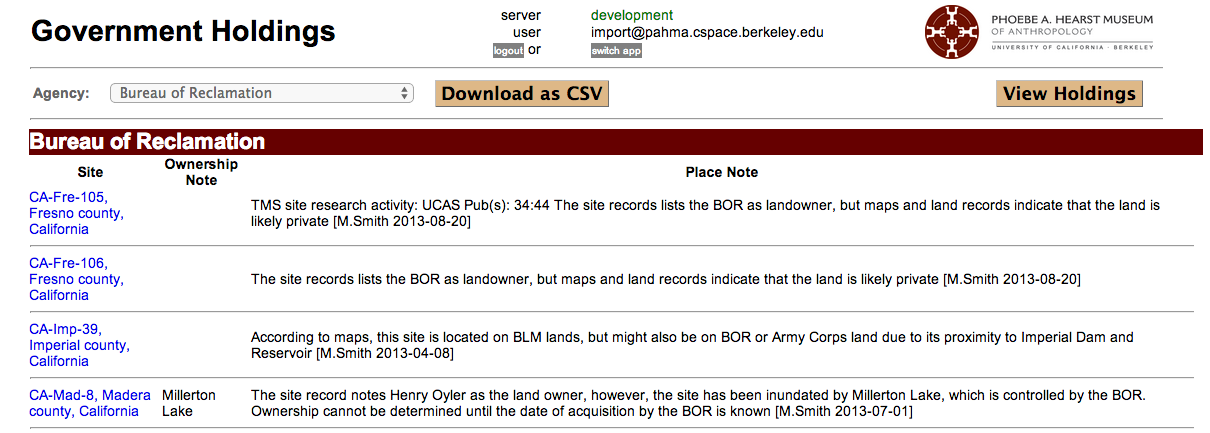 Government Holdings
server development
user import@pahma.cspace.berkeley.edu
logout or switch app
PHOEBE A. HEARST MUSEUM
OF ANTHROPOLOGY
UNIVERSITY OF CALIFORNIA · BERKELEY
Agency: Bureau of Reclamation Download as CSV View Holdings
Bureau of Reclamation
Site Ownership Note Place Note
CA-Fre-105,
Fresno county,
California
TMS site research activity: UCAS Pub(s): 34:44 The site records lists the BOR as landowner, but maps and land records indicate that the land is
likely private [M.Smith 2013-08-20]
CA-Fre-106,
Fresno county,
California
The site records lists the BOR as landowner, but maps and land records indicate that the land is likely private [M.Smith 2013-08-20]
CA-Imp-39,
Imperial county,
California
According to maps, this site is located on BLM lands, but might also be on BOR or Army Corps land due to its proximity to Imperial Dam and
Reservoir [M.Smith 2013-04-08]
CA-Mad-8, Madera
county, California
Millerton
Lake
The site record notes Henry Oyler as the land owner, however, the site has been inundated by Millerton Lake, which is controlled by the BOR.
Ownership cannot be determined until the date of acquisition by the BOR is known [M.Smith 2013-07-01]